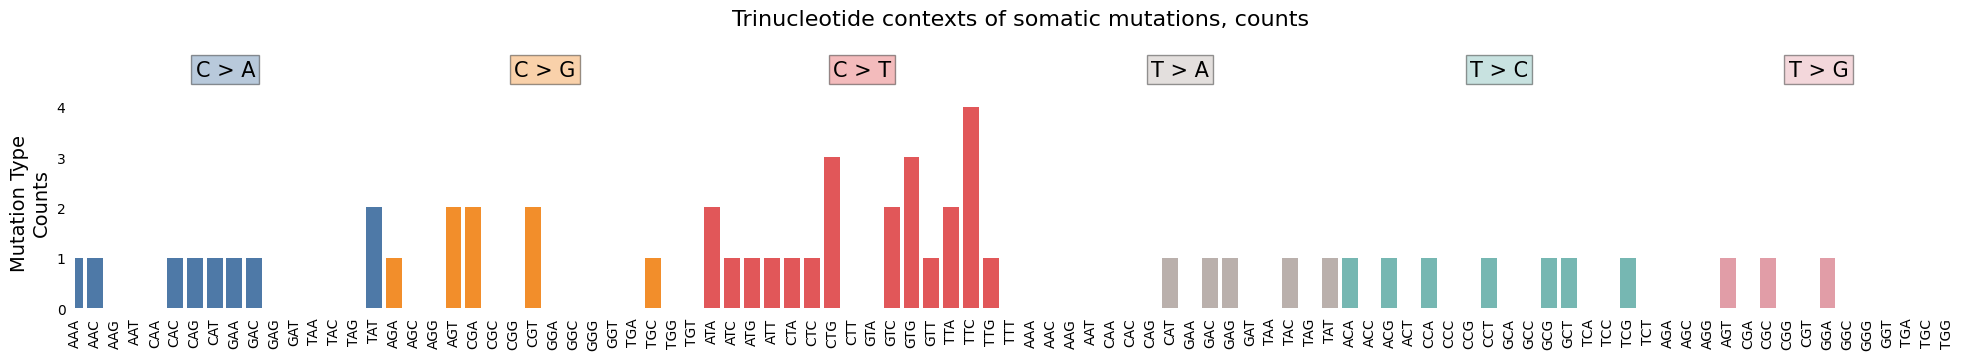 Trinucleotide contexts of somatic mutations, counts
C > A C > G C > T T > A T > C T > G
Mutation Type
Counts
4
3
2
1
0
AAA AAC AAG AAT CAA CAC CAG CAT GAA GAC GAG GAT TAA TAC TAG TAT AGA AGC AGG AGT CGA CGC CGG CGT GGA GGC GGG GGT TGA TGC TGG TGT ATA ATC ATG ATT CTA CTC CTG CTT GTA GTC GTG GTT TTA TTC TTG TTT AAA AAC AAG AAT CAA CAC CAG CAT GAA GAC GAG GAT TAA TAC TAG TAT ACA ACC ACG ACT CCA CCC CCG CCT GCA GCC GCG GCT TCA TCC TCG TCT AGA AGC AGG AGT CGA CGC CGG CGT GGA GGC GGG GGT TGA TGC TGG